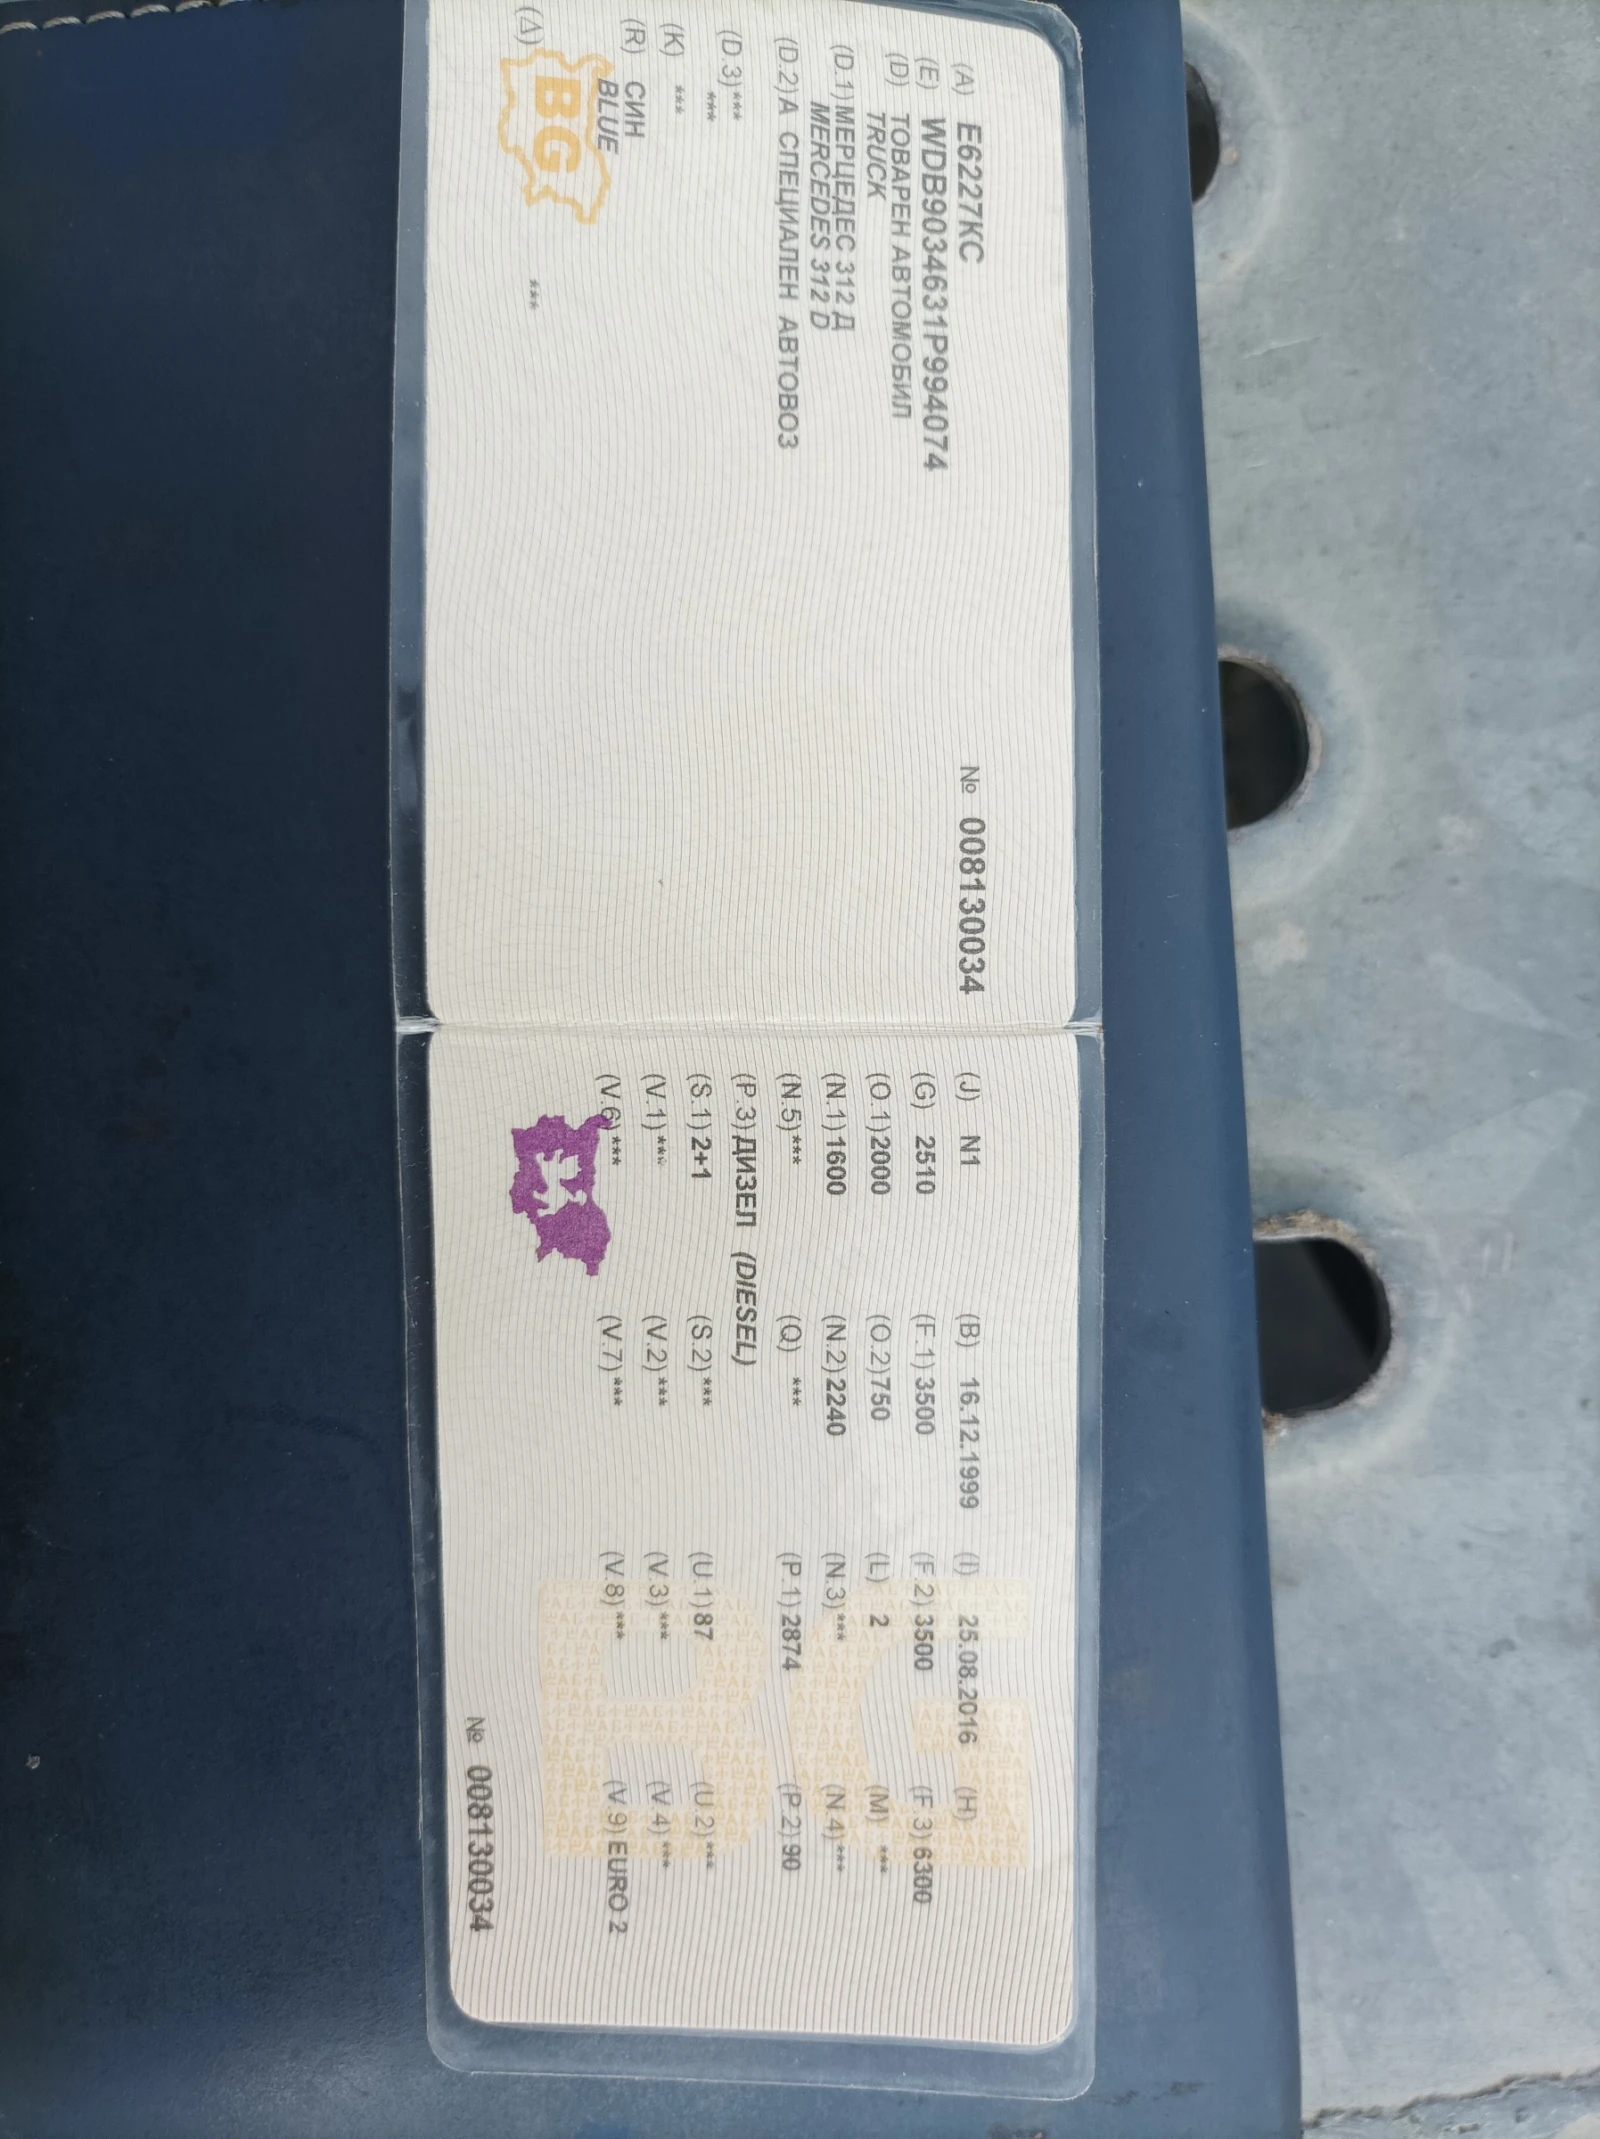 (A) Е6227КС № 008130034
(E) WDB9034631P994074
(D) ТОВАРЕН АВТОМОБИЛ
TRUCK
(D.1) МЕРЦЕДЕС 312 Д
MERCEDES 312 D
(D.2) А СПЕЦИАЛЕН АВТОВОЗ
(D.3) ***
***
(K) ***
(R) СИН
BLUE
BG
(Δ) ***
(J) N1 (B) 16.12.1999 (I) 25.08.2016 (H)
(G) 2510 (F.1) 3500 (F.2) 3500 (F.3) 6300
(O.1) 2000 (O.2) 750 (L) 2 (M) ***
(N.1) 1600 (N.2) 2240 (N.3) *** (N.4) ***
(N.5) *** (Q) *** (P.1) 2874 (P.2) 90
(P.3) ДИЗЕЛ (DIESEL)
(S.1) 2+1 (S.2) *** (U.1) 87 (U.2) ***
(V.1) *** (V.2) *** (V.3) *** (V.4) ***
(V.6) *** (V.7) *** (V.8) *** (V.9) EURO 2
BG
№ 008130034